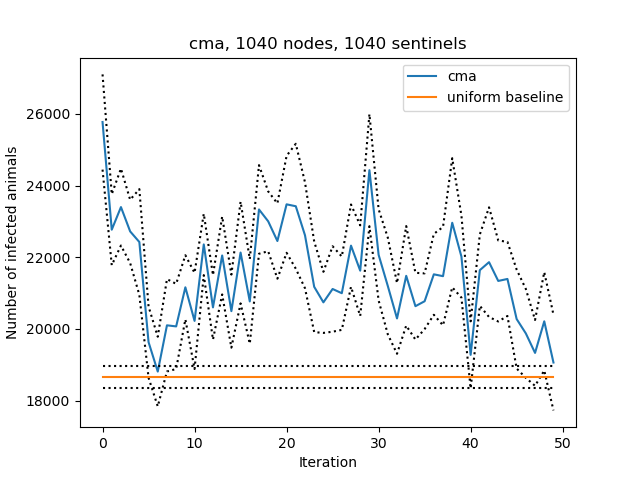 cma, 1040 nodes, 1040 sentinels
cma
uniform baseline
26000
24000
22000
20000
18000
Number of infected animals
0 10 20 30 40 50
Iteration